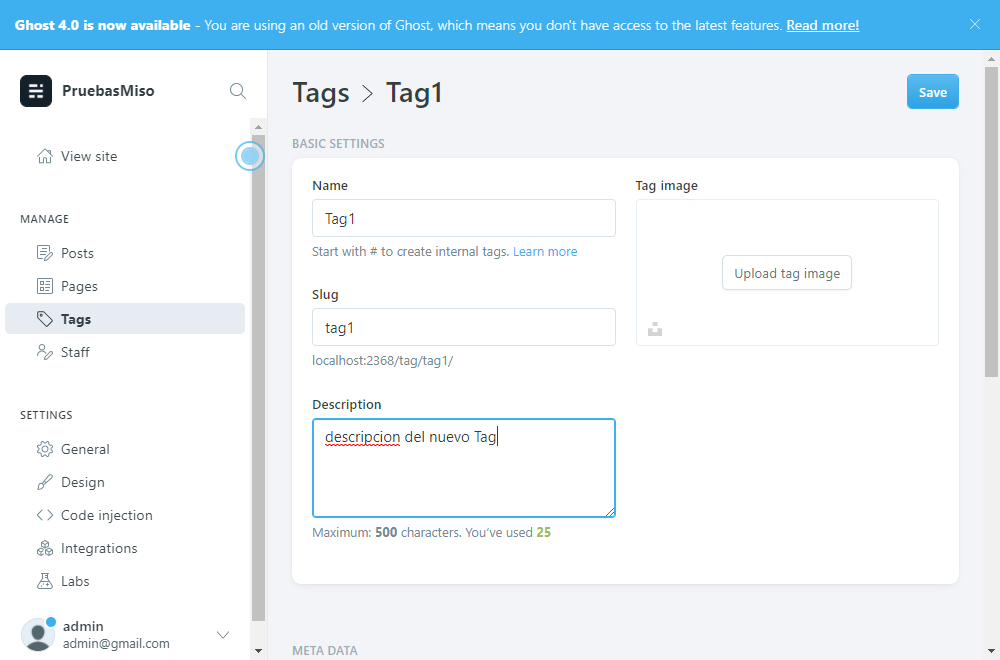 Ghost 4.0 is now available - You are using an old version of Ghost, which means you don't have access to the latest features. Read more!
PruebasMiso
View site
MANAGE
Posts
Pages
Tags
Staff
SETTINGS
General
Design
Code injection
Integrations
Labs
admin
admin@gmail.com
Tags > Tag1
Save
BASIC SETTINGS
Name
Tag1
Start with # to create internal tags. Learn more
Slug
tag1
localhost:2368/tag/tag1/
Description
descripcion del nuevo Tag
Maximum: 500 characters. You've used 25
Tag image
Upload tag image
META DATA